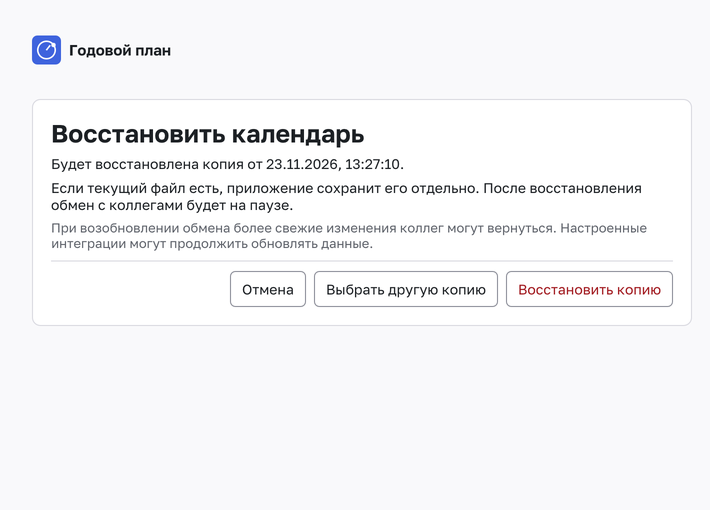 Годовой план
Восстановить календарь
Будет восстановлена копия от 23.11.2026, 13:27:10.
Если текущий файл есть, приложение сохранит его отдельно. После восстановления
обмен с коллегами будет на паузе.
При возобновлении обмена более свежие изменения коллег могут вернуться. Настроенные
интеграции могут продолжить обновлять данные.
Отмена
Выбрать другую копию
Восстановить копию